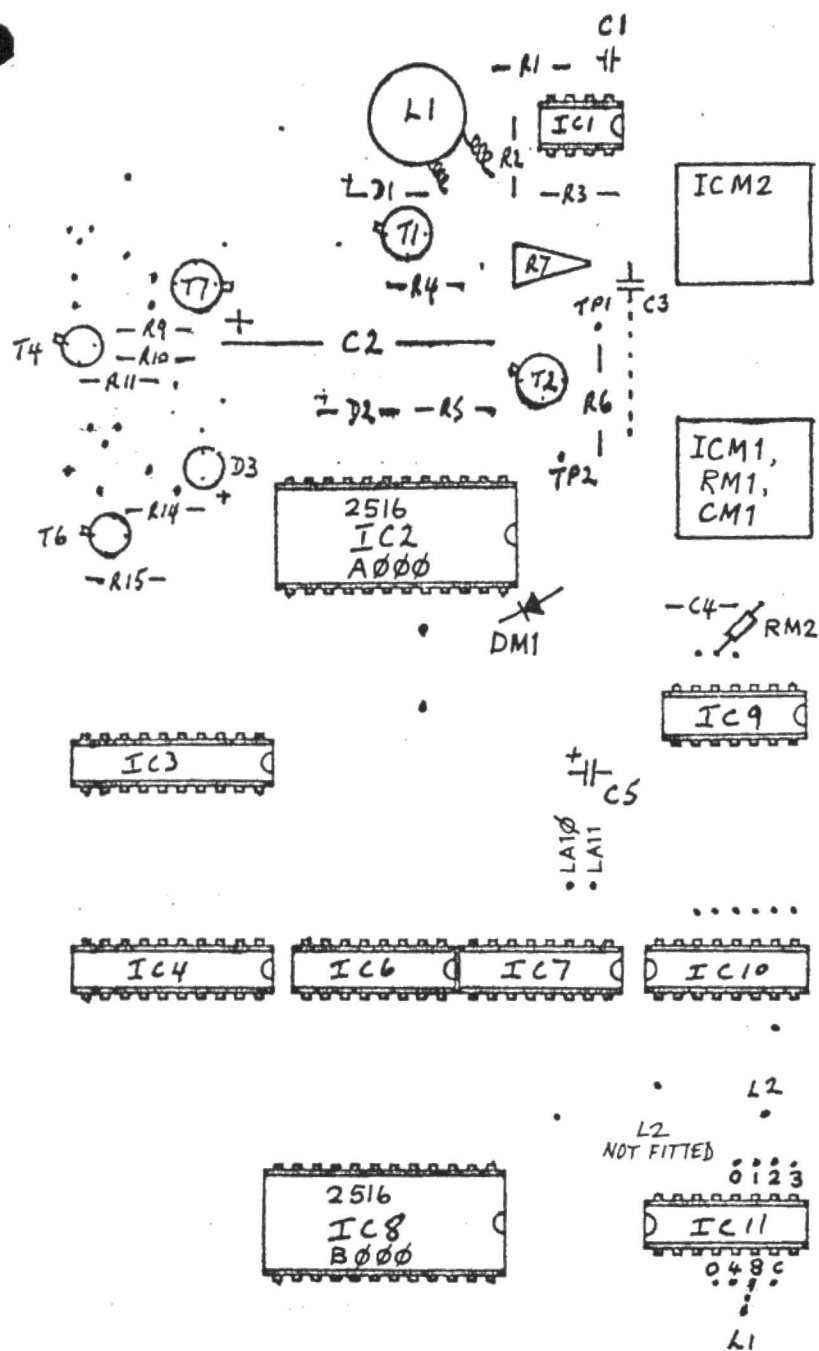 C1
R1
L1
IC1
R2
D1
R3
ICM2
T1
R7
T7
R4
TP1
C3
T4
R9
R10
R11
C2
T2
D2
R5
R6
D3
TP2
ICM1,
RM1,
CM1
R14
T6
R15
2516
IC2
AØØØ
DM1
C4
RM2
IC9
IC3
C5
LA1Ø
LA11
IC4
IC6
IC7
IC10
L2
L2
NOT FITTED
0 1 2 3
2516
IC8
BØØØ
IC11
0 4 8 C
L1